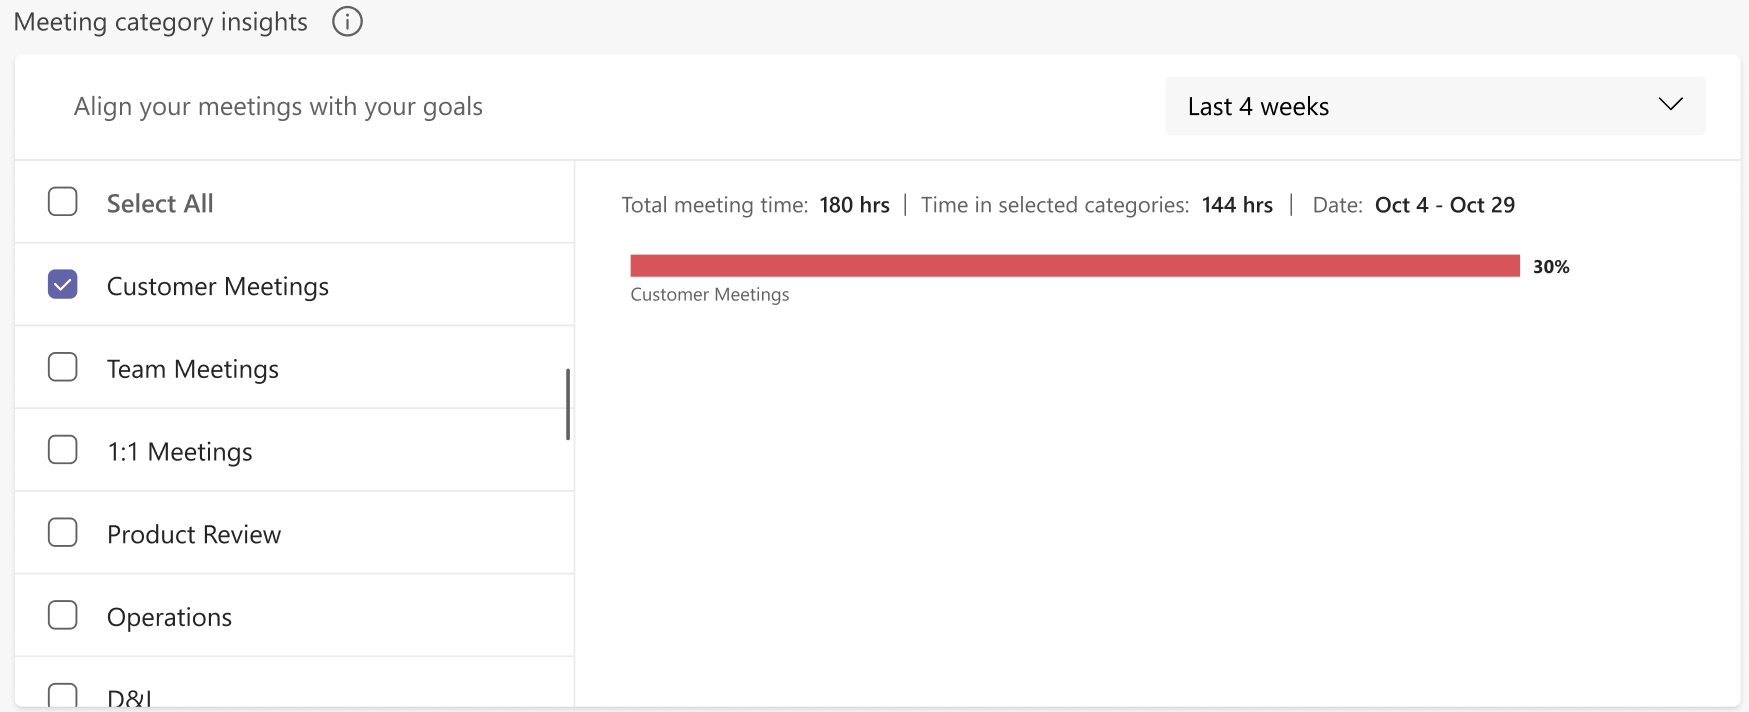 Meeting category insights
Align your meetings with your goals
Last 4 weeks
Select All
Customer Meetings
Team Meetings
1:1 Meetings
Product Review
Operations
D&I
Total meeting time: 180 hrs | Time in selected categories: 144 hrs | Date: Oct 4 - Oct 29
30%
Customer Meetings